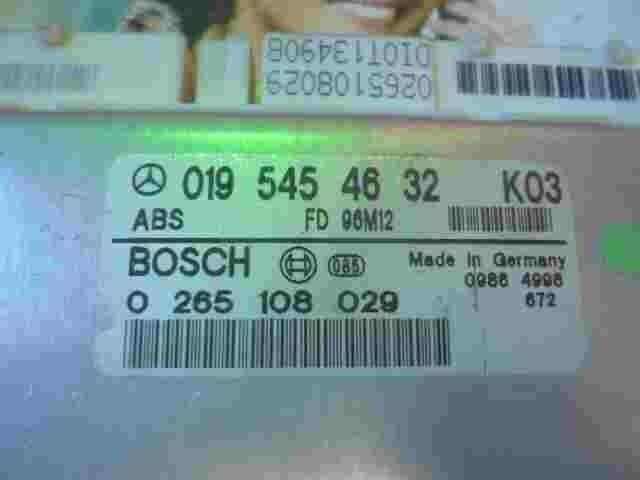 0265108029
D10T134908
019 545 46 32 K03
ABS FD 96M12
BOSCH 085 Made in Germany
0 265 108 029 0986 4996
672